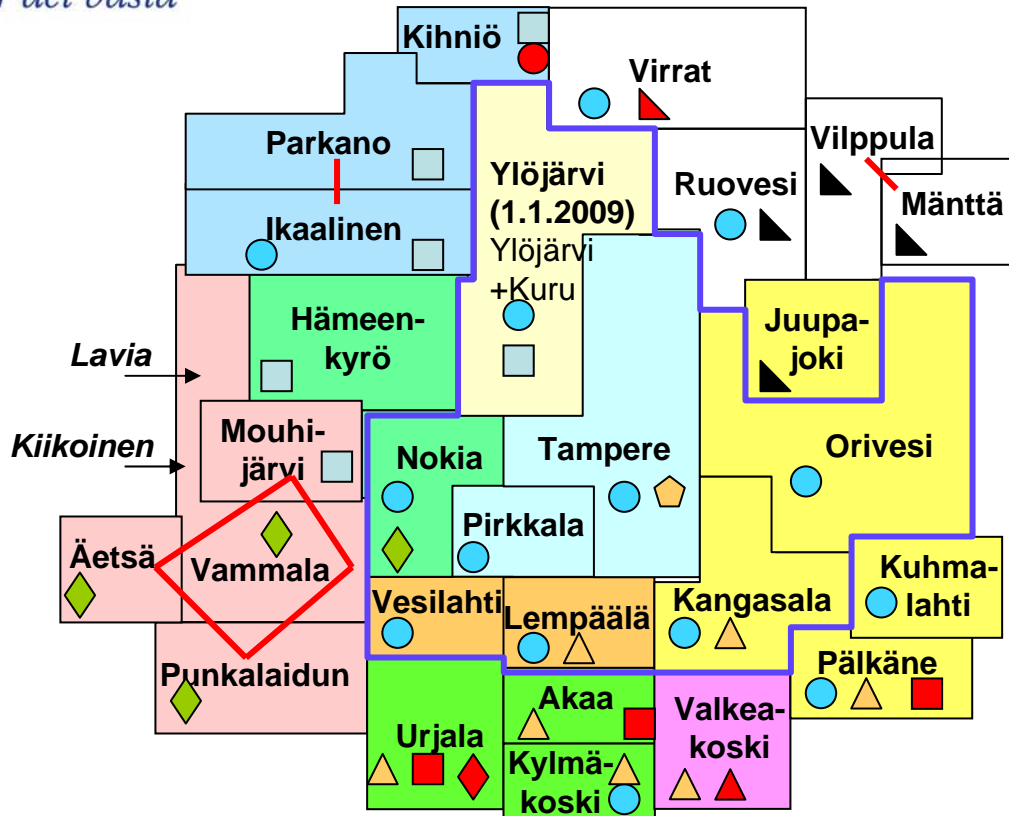 Kihniö
Virrat
Parkano
Vilppula
Ylöjärvi
(1.1.2009)
Ylöjärvi
+Kuru
Ruovesi
Mänttä
Ikaalinen
Hämeen-
kyrö
Juupa-
joki
Lavia
Kiikoinen
Mouhi-
järvi
Nokia
Tampere
Orivesi
Pirkkala
Äetsä
Vammala
Kuhma-
lahti
Vesilahti
Lempäälä
Kangasala
Punkalaidun
Pälkäne
Akaa
Valkea-
koski
Urjala
Kylmä-
koski